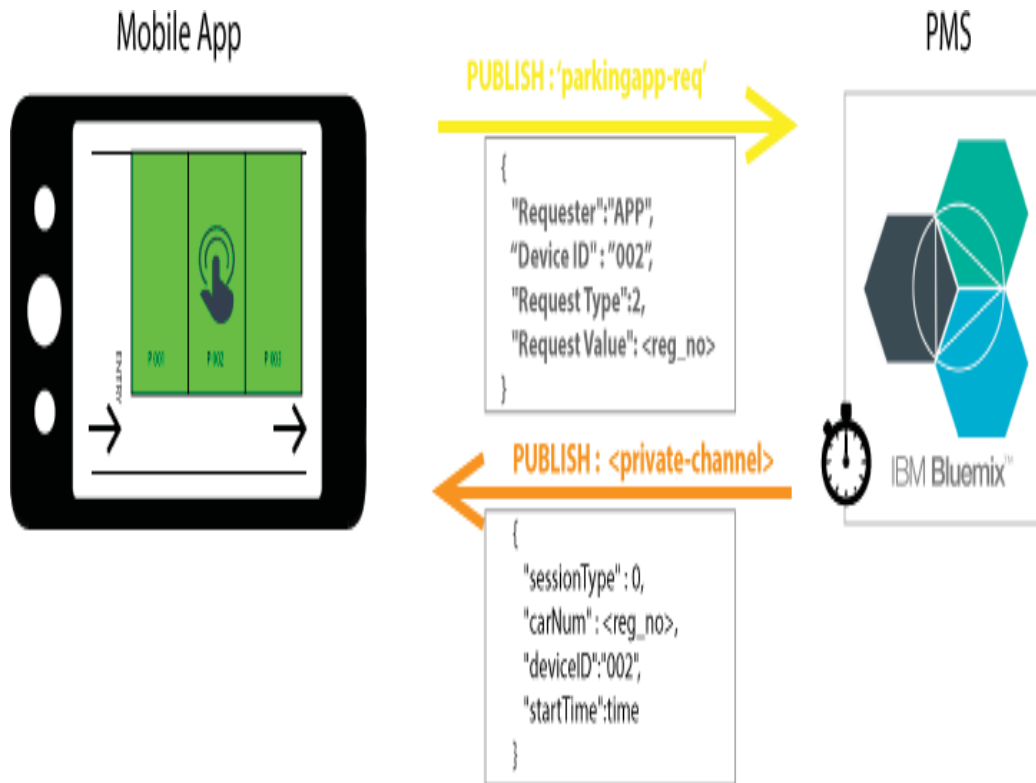 Mobile App
PMS
PUBLISH : 'parkingapp-req'
{
"Requester":"APP",
“Device ID” : "002",
"Request Type":2,
"Request Value": <reg_no>
}
ENTRY
P 001
P 002
P 003
PUBLISH : <private-channel>
IBM Bluemix™
{
"sessionType" : 0,
"carNum" : <reg_no>,
"deviceID":"002",
"startTime":time
}